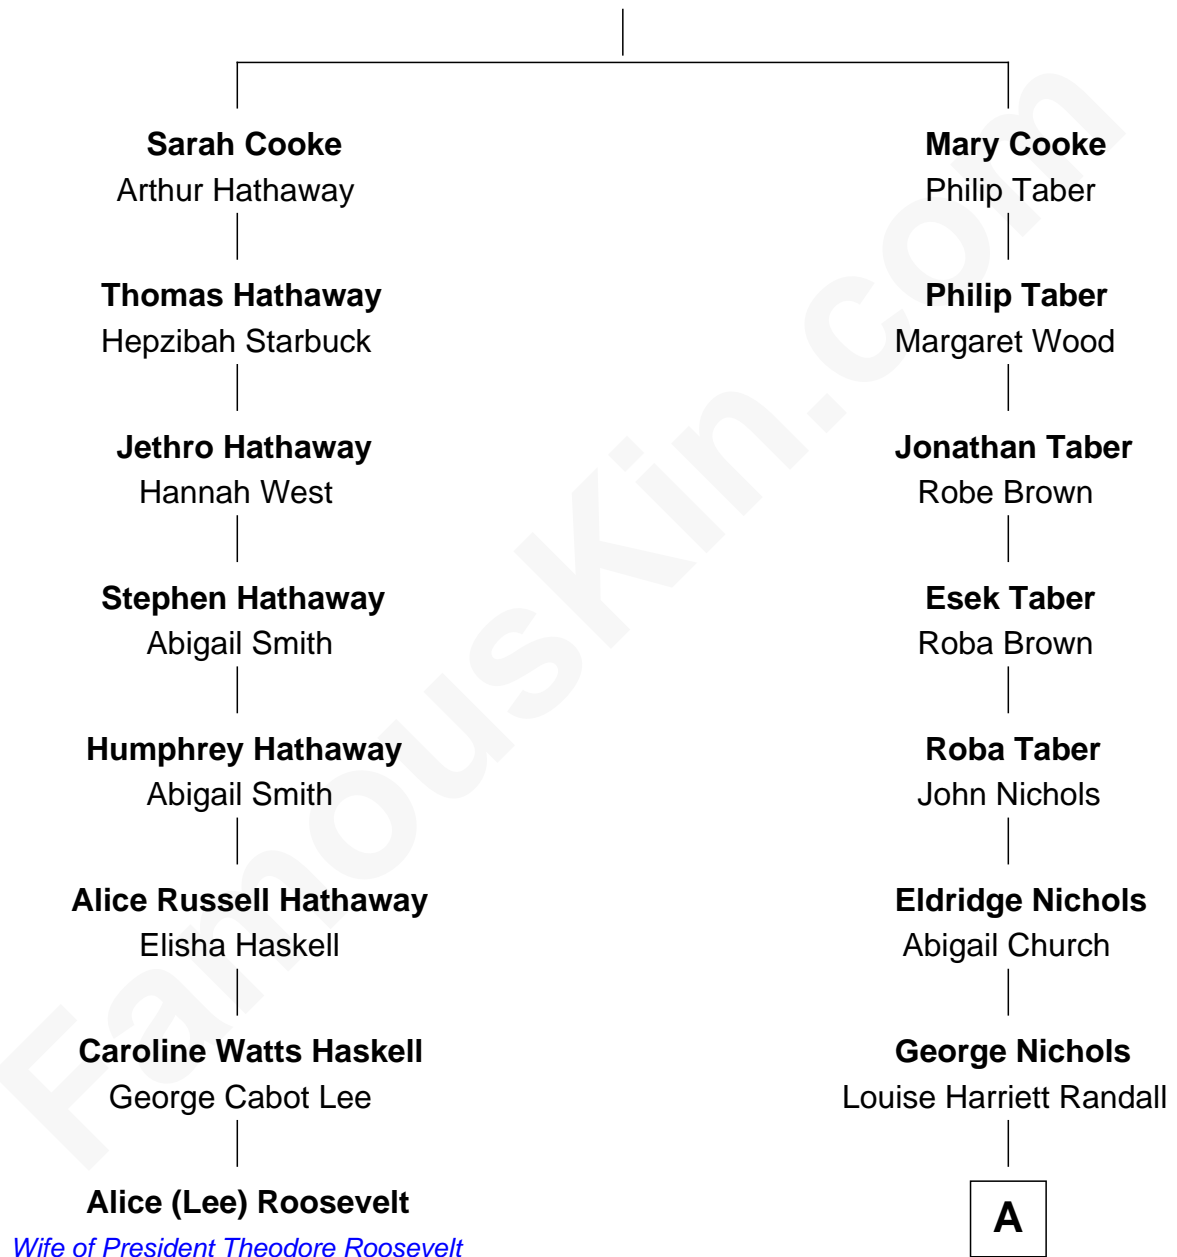 Sarah Cooke
Arthur Hathaway
Thomas Hathaway
Hepzibah Starbuck
Jethro Hathaway
Hannah West
Stephen Hathaway
Abigail Smith
Humphrey Hathaway
Abigail Smith
Alice Russell Hathaway
Elisha Haskell
Caroline Watts Haskell
George Cabot Lee
Alice (Lee) Roosevelt
Wife of President Theodore Roosevelt
Mary Cooke
Philip Taber
Philip Taber
Margaret Wood
Jonathan Taber
Robe Brown
Esek Taber
Roba Brown
Roba Taber
John Nichols
Eldridge Nichols
Abigail Church
George Nichols
Louise Harriett Randall
A
FamousKin.com